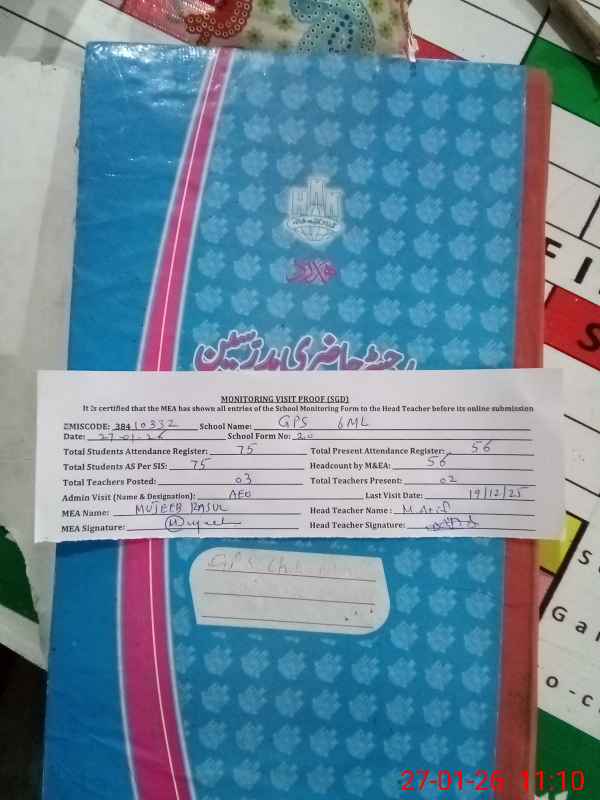 رجسٹر حاضری مدرسین
MONITORING VISIT PROOF (SGD)
It is certified that the MEA has shown all entries of the School Monitoring Form to the Head Teacher before its online submission
EMISCODE: 38410332 School Name: GPS 6ML
Date: 27-01-26 School Form No: 20
Total Students Attendance Register: 75 Total Present Attendance Register: 56
Total Students AS Per SIS: 75 Headcount by M&EA: 56
Total Teachers Posted: 03 Total Teachers Present: 02
Admin Visit (Name & Designation): AEO Last Visit Date: 19/12/25
MEA Name: MUJEEB RASUL Head Teacher Name: M Arif
MEA Signature: Mujeeb Head Teacher Signature:
27-01-26 11:10